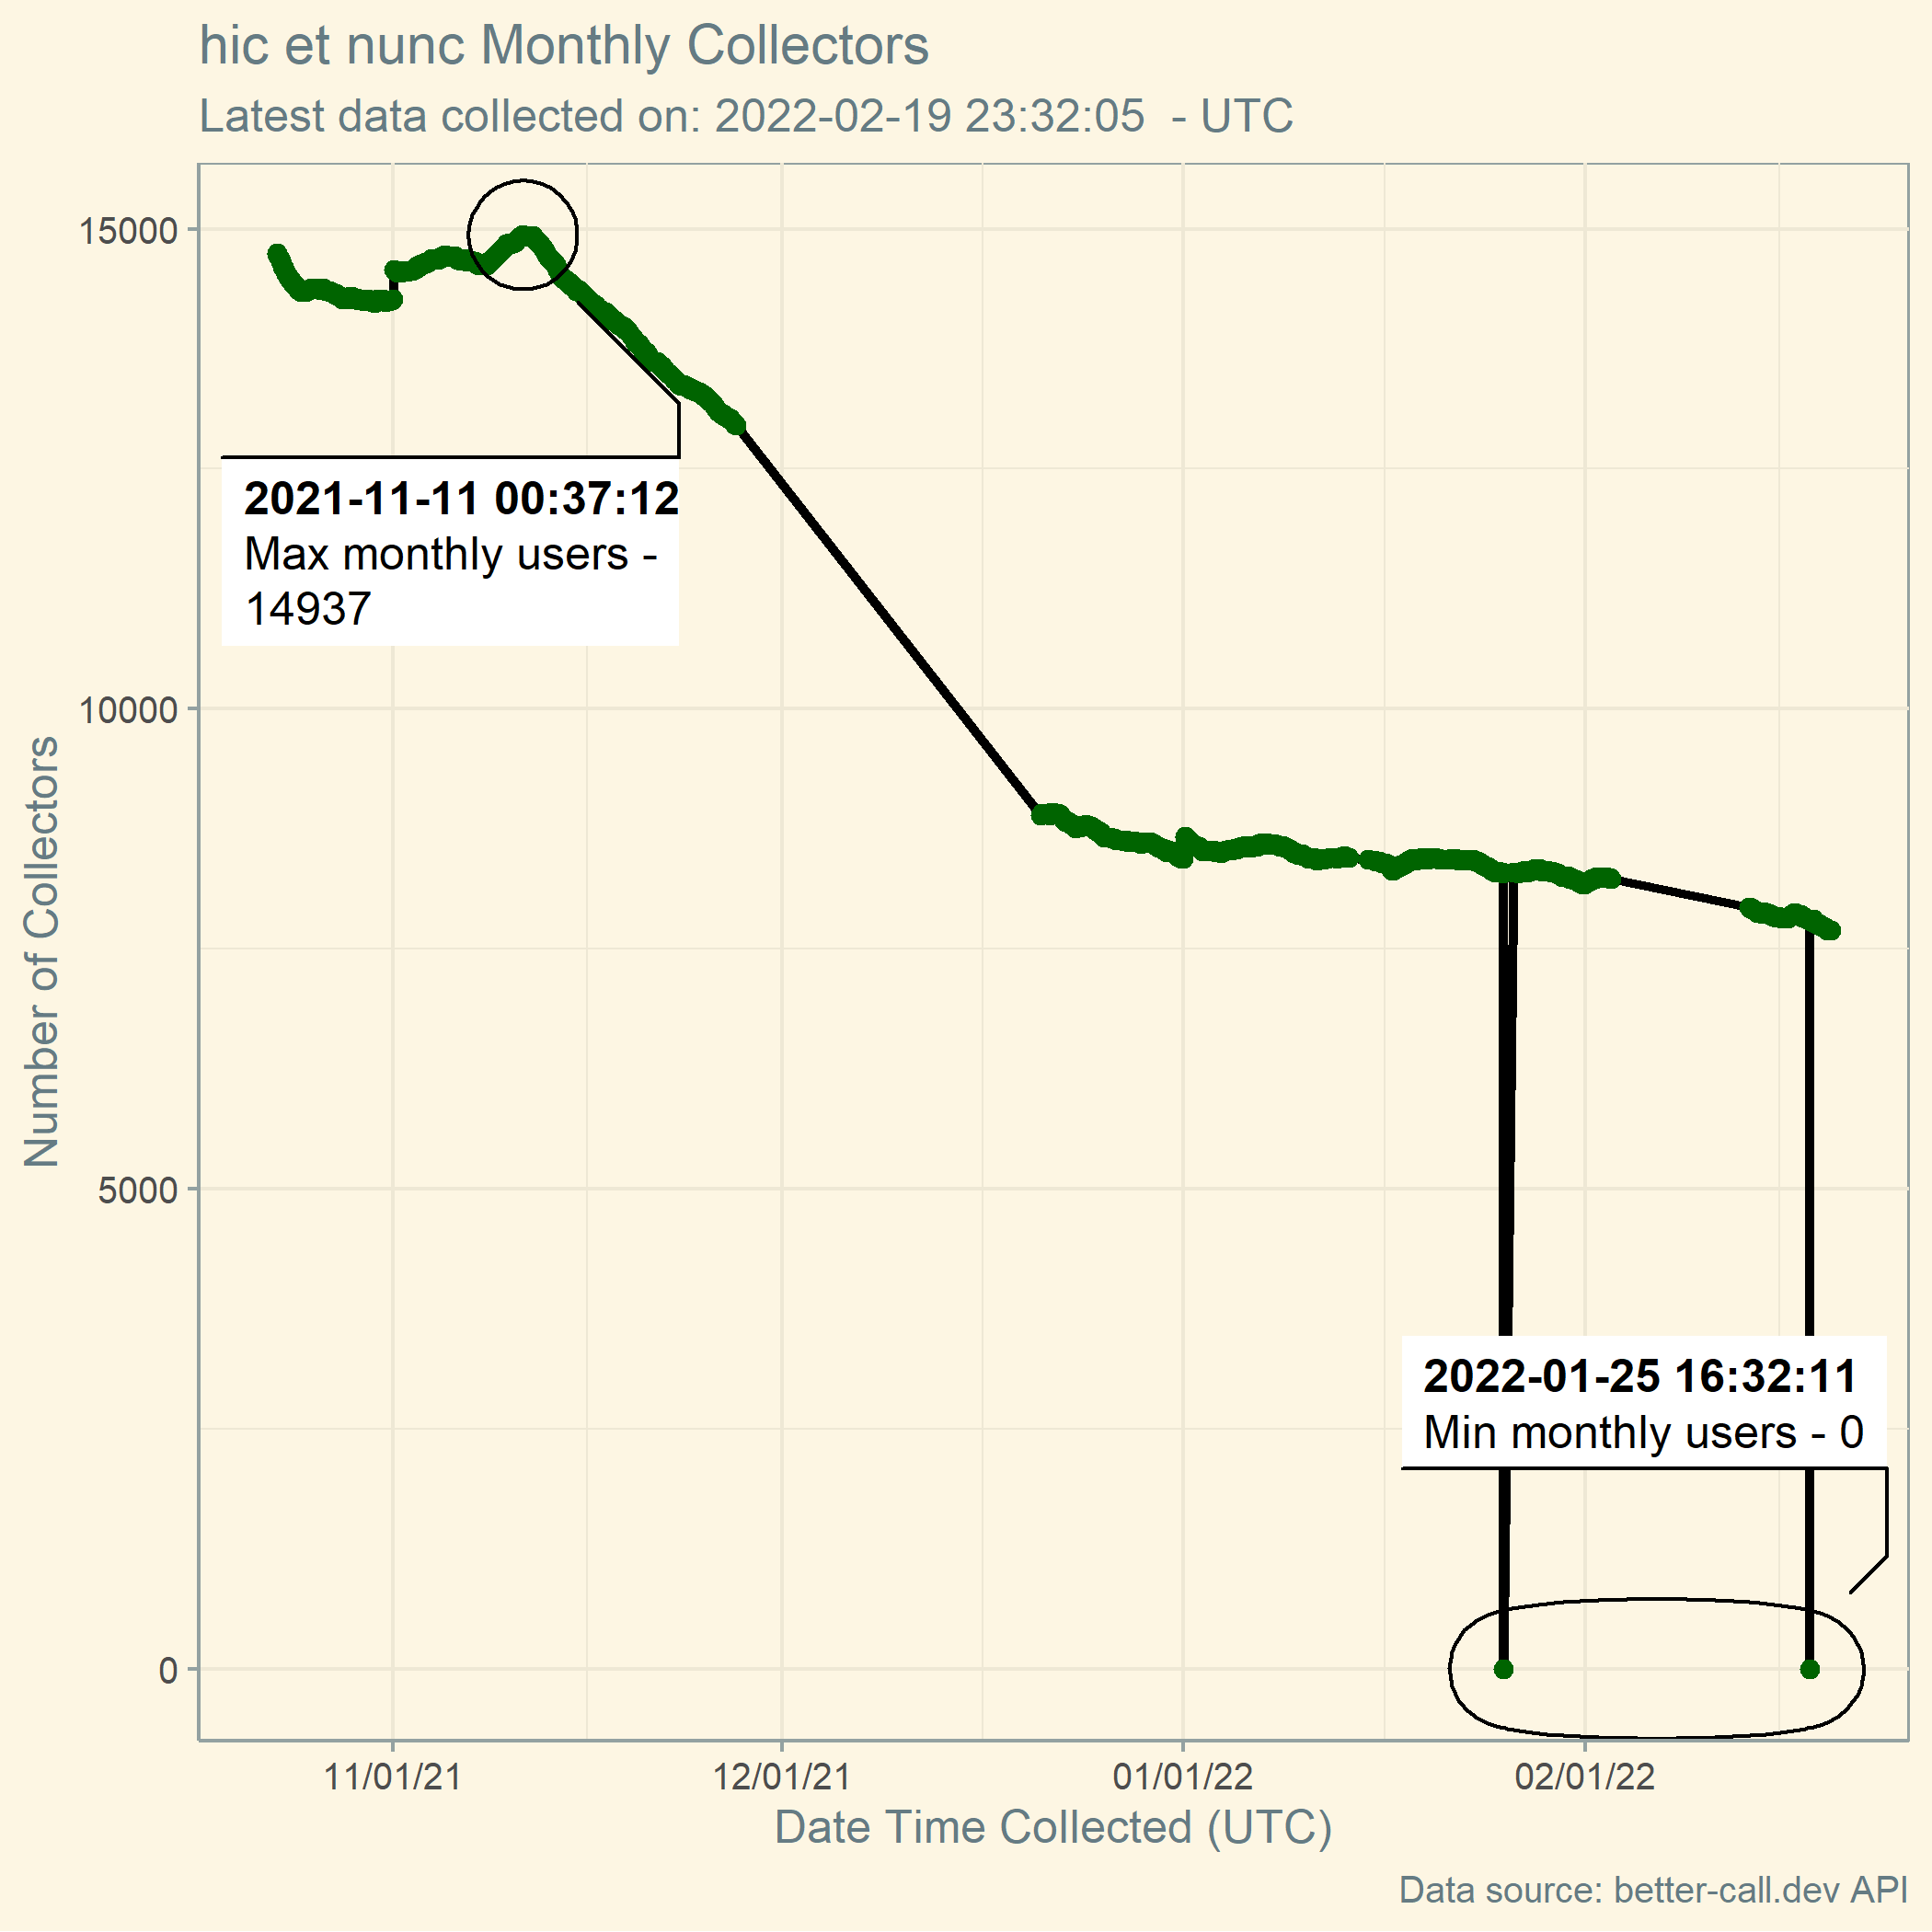 hic et nunc Monthly Collectors
Latest data collected on: 2022-02-19 23:32:05  - UTC
Number of Collectors
15000
10000
5000
0
2021-11-11 00:37:12
Max monthly users -
14937
2022-01-25 16:32:11
Min monthly users - 0
11/01/21
12/01/21
01/01/22
02/01/22
Date Time Collected (UTC)
Data source: better-call.dev API